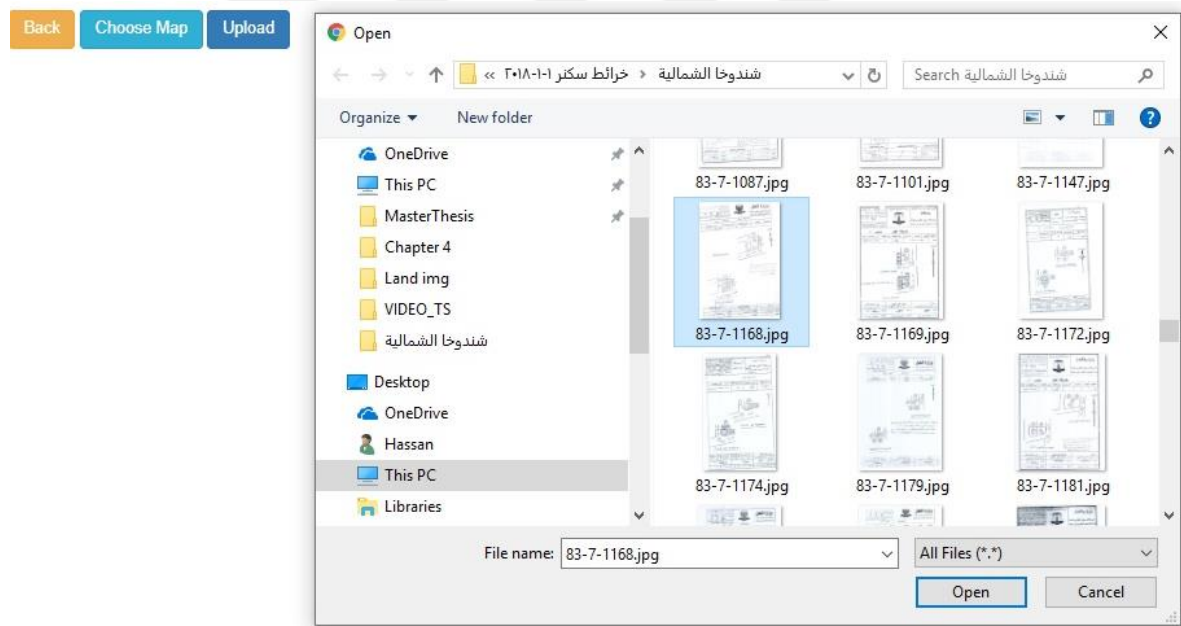 Back Choose Map Upload
Open
شندوخا الشمالية › خرائط سكنر ١-١-٢٠١٨ «
Search شندوخا الشمالية
Organize New folder
OneDrive
This PC
MasterThesis
Chapter 4
Land img
VIDEO_TS
شندوخا الشمالية
Desktop
OneDrive
Hassan
This PC
Libraries
83-7-1087.jpg 83-7-1101.jpg 83-7-1147.jpg
83-7-1168.jpg 83-7-1169.jpg 83-7-1172.jpg
83-7-1174.jpg 83-7-1179.jpg 83-7-1181.jpg
File name: 83-7-1168.jpg All Files (*.*)
Open Cancel